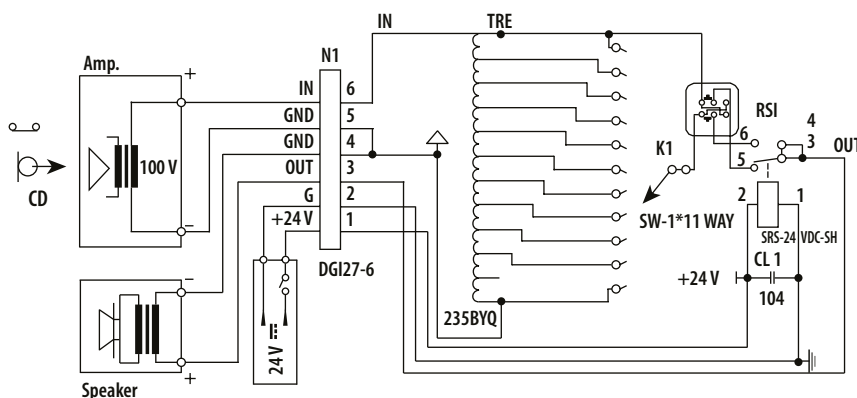 IN
TRE
Amp.
+
N1
IN
6
GND
5
GND
4
OUT
3
G
2
+24 V
1
DGI27-6
100 V
CD
−
RSI
4
3
OUT
6
5
K1
SW-1*11 WAY
2
1
SRS-24 VDC-SH
CL 1
+24 V
104
235BYQ
24 V
−
+
Speaker